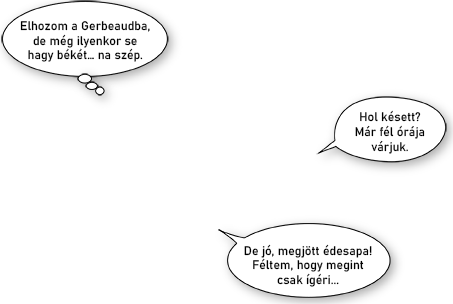 Elhozom a Gerbeaudba,
de még ilyenkor se
hagy békét... na szép.
Hol késett?
Már fél órája
várjuk.
De jó, megjött édesapa!
Féltem, hogy megint
csak ígéri...